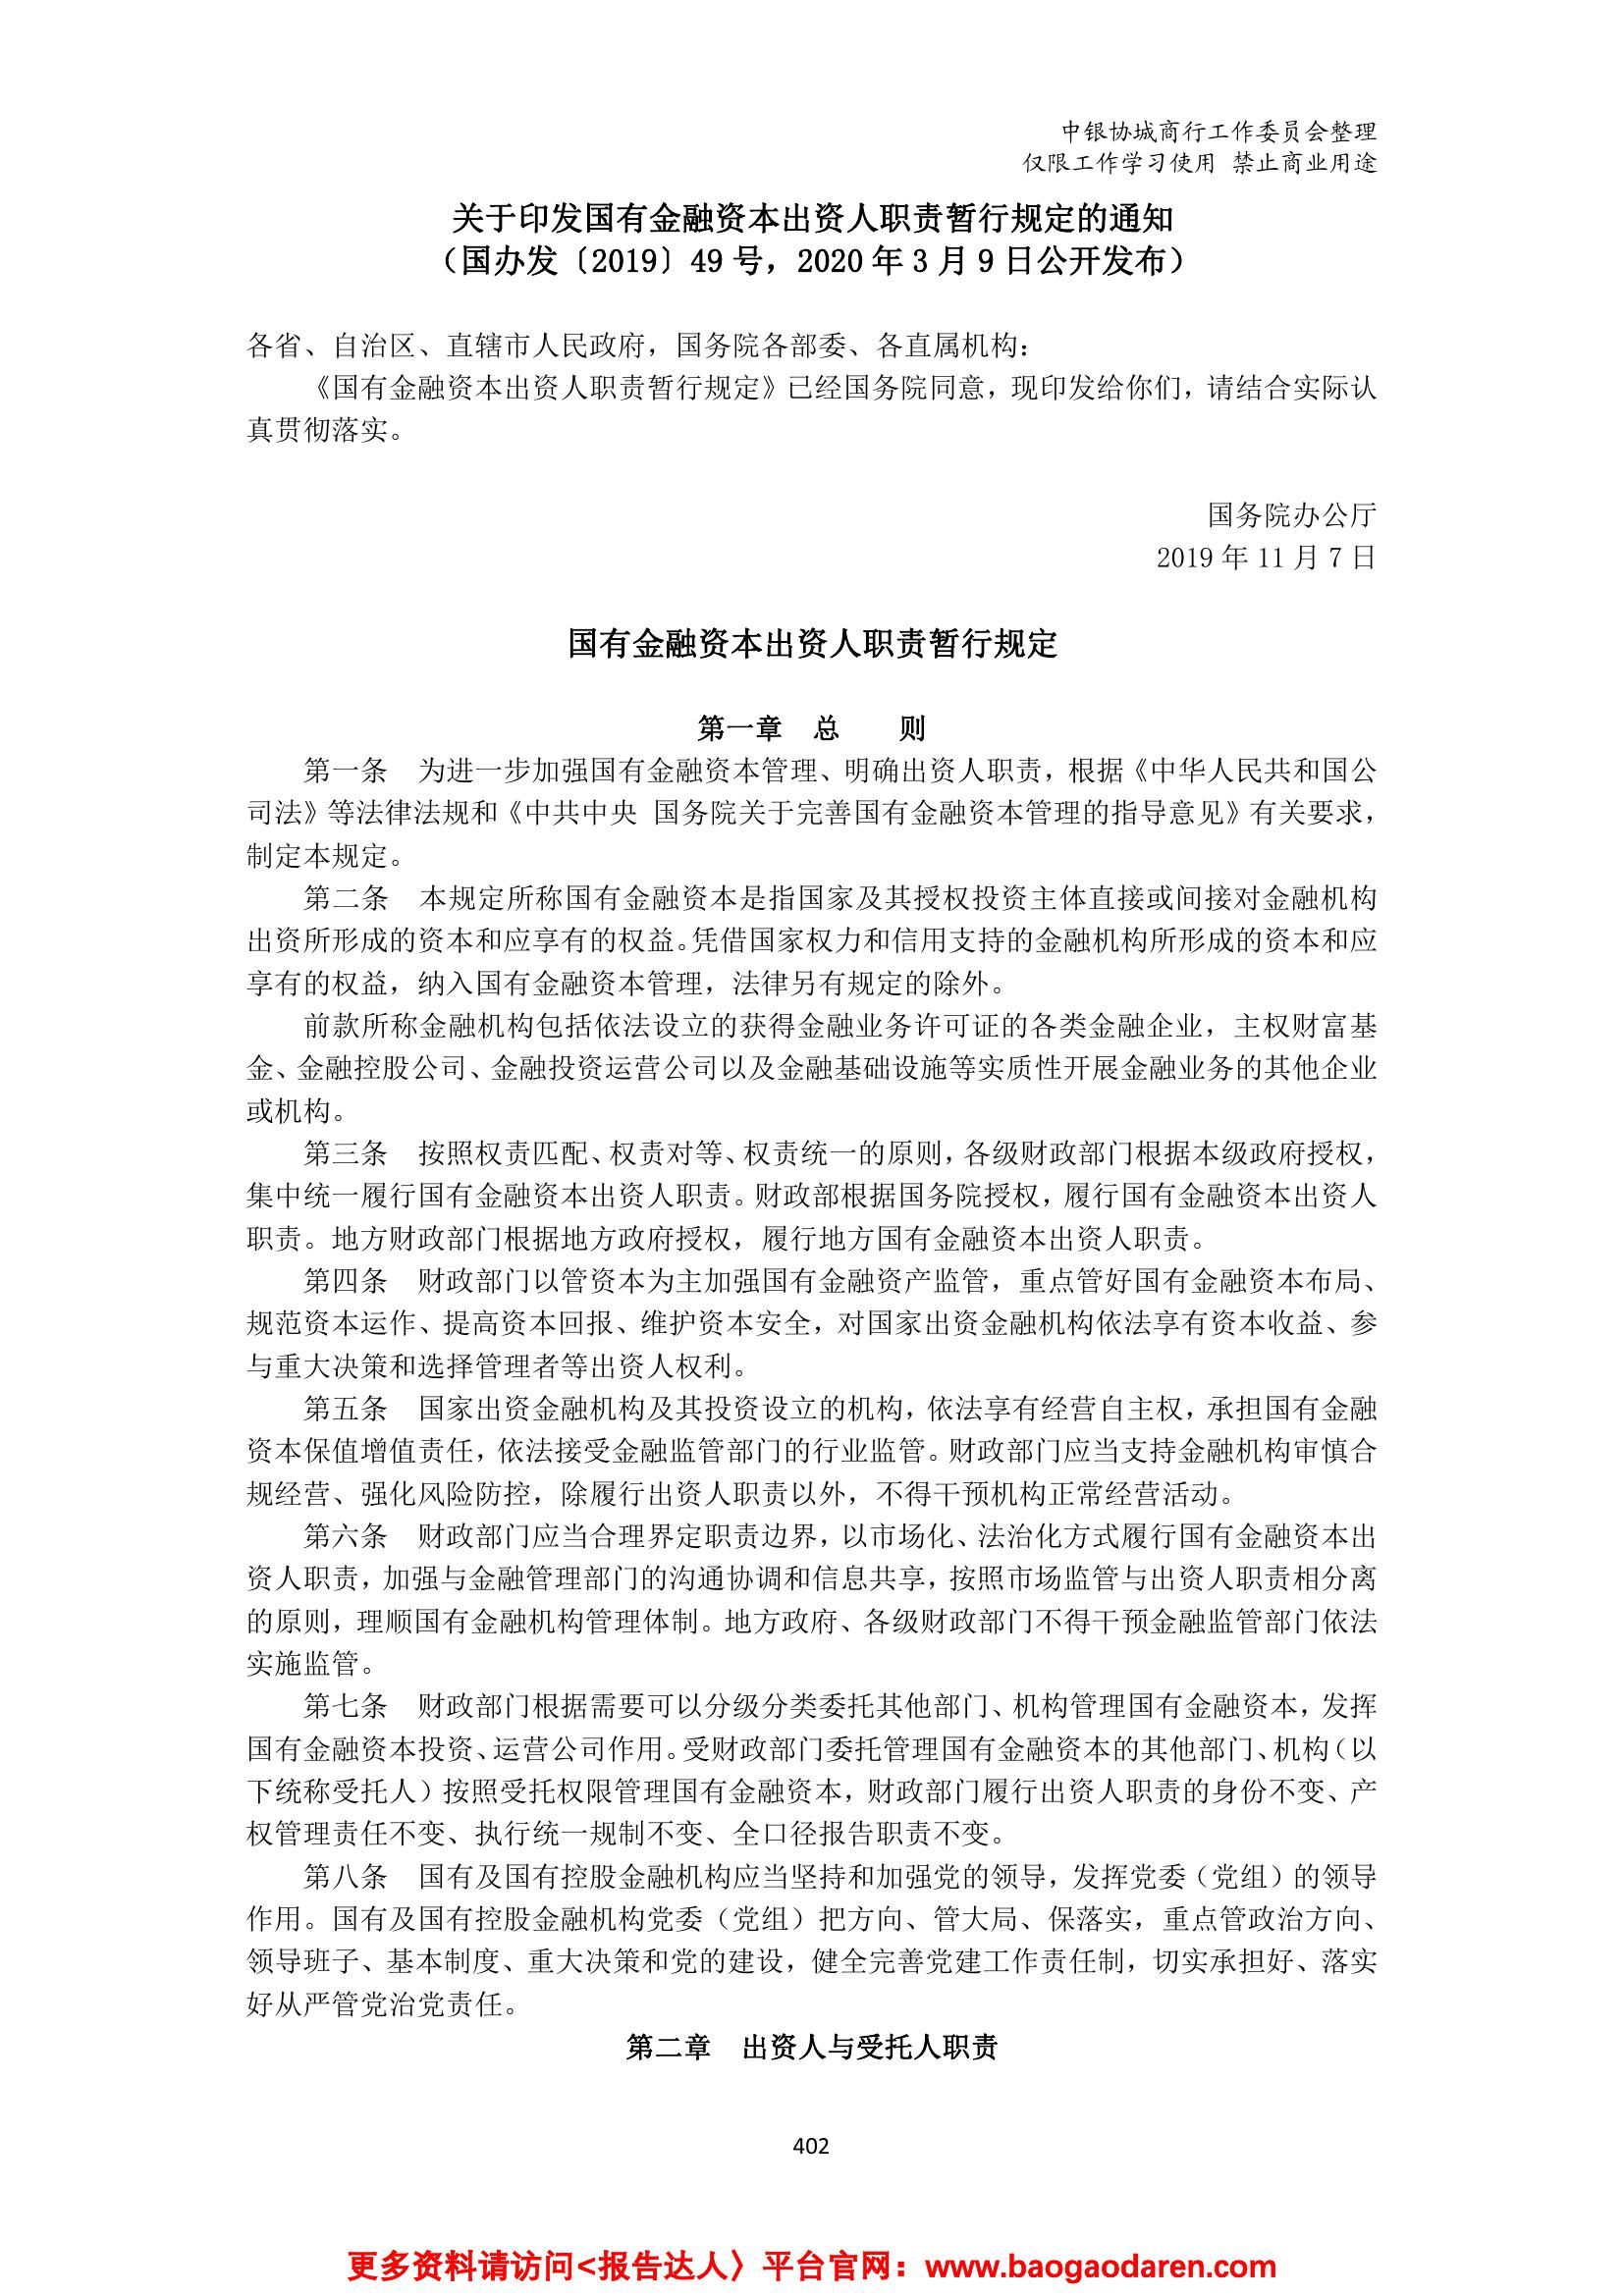 中银协城商行工作委员会整理
仅限工作学习使用 禁止商业用途
关于印发国有金融资本出资人职责暂行规定的通知
（国办发〔2019〕49 号，2020 年 3 月 9 日公开发布）
各省、自治区、直辖市人民政府，国务院各部委、各直属机构：
《国有金融资本出资人职责暂行规定》已经国务院同意，现印发给你们，请结合实际认
真贯彻落实。
国务院办公厅
2019 年 11 月 7 日
国有金融资本出资人职责暂行规定
第一章　总　　则
第一条　为进一步加强国有金融资本管理、明确出资人职责，根据《中华人民共和国公
司法》等法律法规和《中共中央 国务院关于完善国有金融资本管理的指导意见》有关要求，
制定本规定。
第二条　本规定所称国有金融资本是指国家及其授权投资主体直接或间接对金融机构
出资所形成的资本和应享有的权益。凭借国家权力和信用支持的金融机构所形成的资本和应
享有的权益，纳入国有金融资本管理，法律另有规定的除外。
前款所称金融机构包括依法设立的获得金融业务许可证的各类金融企业，主权财富基
金、金融控股公司、金融投资运营公司以及金融基础设施等实质性开展金融业务的其他企业
或机构。
第三条　按照权责匹配、权责对等、权责统一的原则，各级财政部门根据本级政府授权，
集中统一履行国有金融资本出资人职责。财政部根据国务院授权，履行国有金融资本出资人
职责。地方财政部门根据地方政府授权，履行地方国有金融资本出资人职责。
第四条　财政部门以管资本为主加强国有金融资产监管，重点管好国有金融资本布局、
规范资本运作、提高资本回报、维护资本安全，对国家出资金融机构依法享有资本收益、参
与重大决策和选择管理者等出资人权利。
第五条　国家出资金融机构及其投资设立的机构，依法享有经营自主权，承担国有金融
资本保值增值责任，依法接受金融监管部门的行业监管。财政部门应当支持金融机构审慎合
规经营、强化风险防控，除履行出资人职责以外，不得干预机构正常经营活动。
第六条　财政部门应当合理界定职责边界，以市场化、法治化方式履行国有金融资本出
资人职责，加强与金融管理部门的沟通协调和信息共享，按照市场监管与出资人职责相分离
的原则，理顺国有金融机构管理体制。地方政府、各级财政部门不得干预金融监管部门依法
实施监管。
第七条　财政部门根据需要可以分级分类委托其他部门、机构管理国有金融资本，发挥
国有金融资本投资、运营公司作用。受财政部门委托管理国有金融资本的其他部门、机构（以
下统称受托人）按照受托权限管理国有金融资本，财政部门履行出资人职责的身份不变、产
权管理责任不变、执行统一规制不变、全口径报告职责不变。
第八条　国有及国有控股金融机构应当坚持和加强党的领导，发挥党委（党组）的领导
作用。国有及国有控股金融机构党委（党组）把方向、管大局、保落实，重点管政治方向、
领导班子、基本制度、重大决策和党的建设，健全完善党建工作责任制，切实承担好、落实
好从严管党治党责任。
第二章　出资人与受托人职责
402
更多资料请访问<报告达人〉平台官网：www.baogaodaren.com